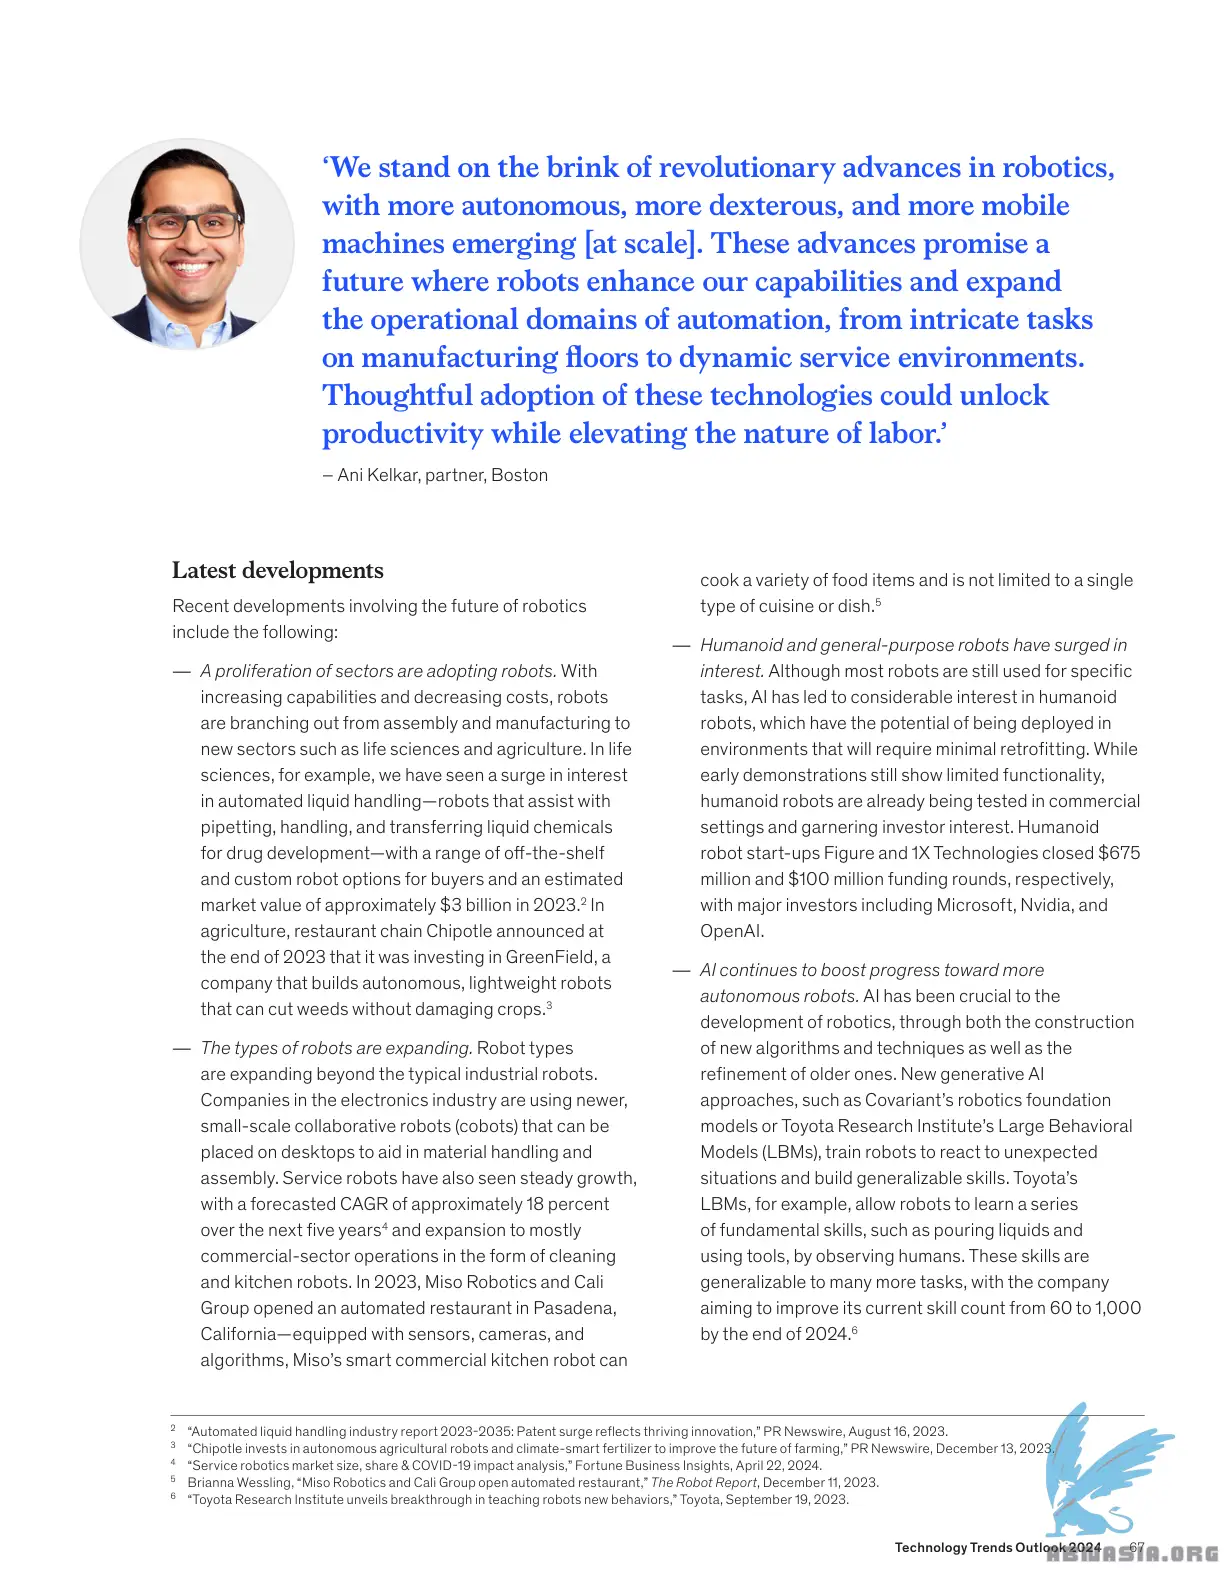 ‘We stand on the brink of revolutionary advances in robotics,
with more autonomous, more dexterous, and more mobile
machines emerging [at scale]. These advances promise a
future where robots enhance our capabilities and expand
the operational domains of automation, from intricate tasks
on manufacturing floors to dynamic service environments.
Thoughtful adoption of these technologies could unlock
productivity while elevating the nature of labor.’
– Ani Kelkar, partner, Boston
Latest developments
Recent developments involving the future of robotics
include the following:
— A proliferation of sectors are adopting robots. With
increasing capabilities and decreasing costs, robots
are branching out from assembly and manufacturing to
new sectors such as life sciences and agriculture. In life
sciences, for example, we have seen a surge in interest
in automated liquid handling—robots that assist with
pipetting, handling, and transferring liquid chemicals
for drug development—with a range of off-the-shelf
and custom robot options for buyers and an estimated
market value of approximately $3 billion in 2023.² In
agriculture, restaurant chain Chipotle announced at
the end of 2023 that it was investing in GreenField, a
company that builds autonomous, lightweight robots
that can cut weeds without damaging crops.³
— The types of robots are expanding. Robot types
are expanding beyond the typical industrial robots.
Companies in the electronics industry are using newer,
small-scale collaborative robots (cobots) that can be
placed on desktops to aid in material handling and
assembly. Service robots have also seen steady growth,
with a forecasted CAGR of approximately 18 percent
over the next five years⁴ and expansion to mostly
commercial-sector operations in the form of cleaning
and kitchen robots. In 2023, Miso Robotics and Cali
Group opened an automated restaurant in Pasadena,
California—equipped with sensors, cameras, and
algorithms, Miso’s smart commercial kitchen robot can
cook a variety of food items and is not limited to a single
type of cuisine or dish.⁵
— Humanoid and general-purpose robots have surged in
interest. Although most robots are still used for specific
tasks, AI has led to considerable interest in humanoid
robots, which have the potential of being deployed in
environments that will require minimal retrofitting. While
early demonstrations still show limited functionality,
humanoid robots are already being tested in commercial
settings and garnering investor interest. Humanoid
robot start-ups Figure and 1X Technologies closed $675
million and $100 million funding rounds, respectively,
with major investors including Microsoft, Nvidia, and
OpenAI.
— AI continues to boost progress toward more
autonomous robots. AI has been crucial to the
development of robotics, through both the construction
of new algorithms and techniques as well as the
refinement of older ones. New generative AI
approaches, such as Covariant’s robotics foundation
models or Toyota Research Institute’s Large Behavioral
Models (LBMs), train robots to react to unexpected
situations and build generalizable skills. Toyota’s
LBMs, for example, allow robots to learn a series
of fundamental skills, such as pouring liquids and
using tools, by observing humans. These skills are
generalizable to many more tasks, with the company
aiming to improve its current skill count from 60 to 1,000
by the end of 2024.⁶
² “Automated liquid handling industry report 2023-2035: Patent surge reflects thriving innovation,” PR Newswire, August 16, 2023.
³ “Chipotle invests in autonomous agricultural robots and climate-smart fertilizer to improve the future of farming,” PR Newswire, December 13, 2023.
⁴ “Service robotics market size, share & COVID-19 impact analysis,” Fortune Business Insights, April 22, 2024.
⁵ Brianna Wessling, “Miso Robotics and Cali Group open automated restaurant,” The Robot Report, December 11, 2023.
⁶ “Toyota Research Institute unveils breakthrough in teaching robots new behaviors,” Toyota, September 19, 2023.
Technology Trends Outlook 2024 67
ABNASIA.ORG